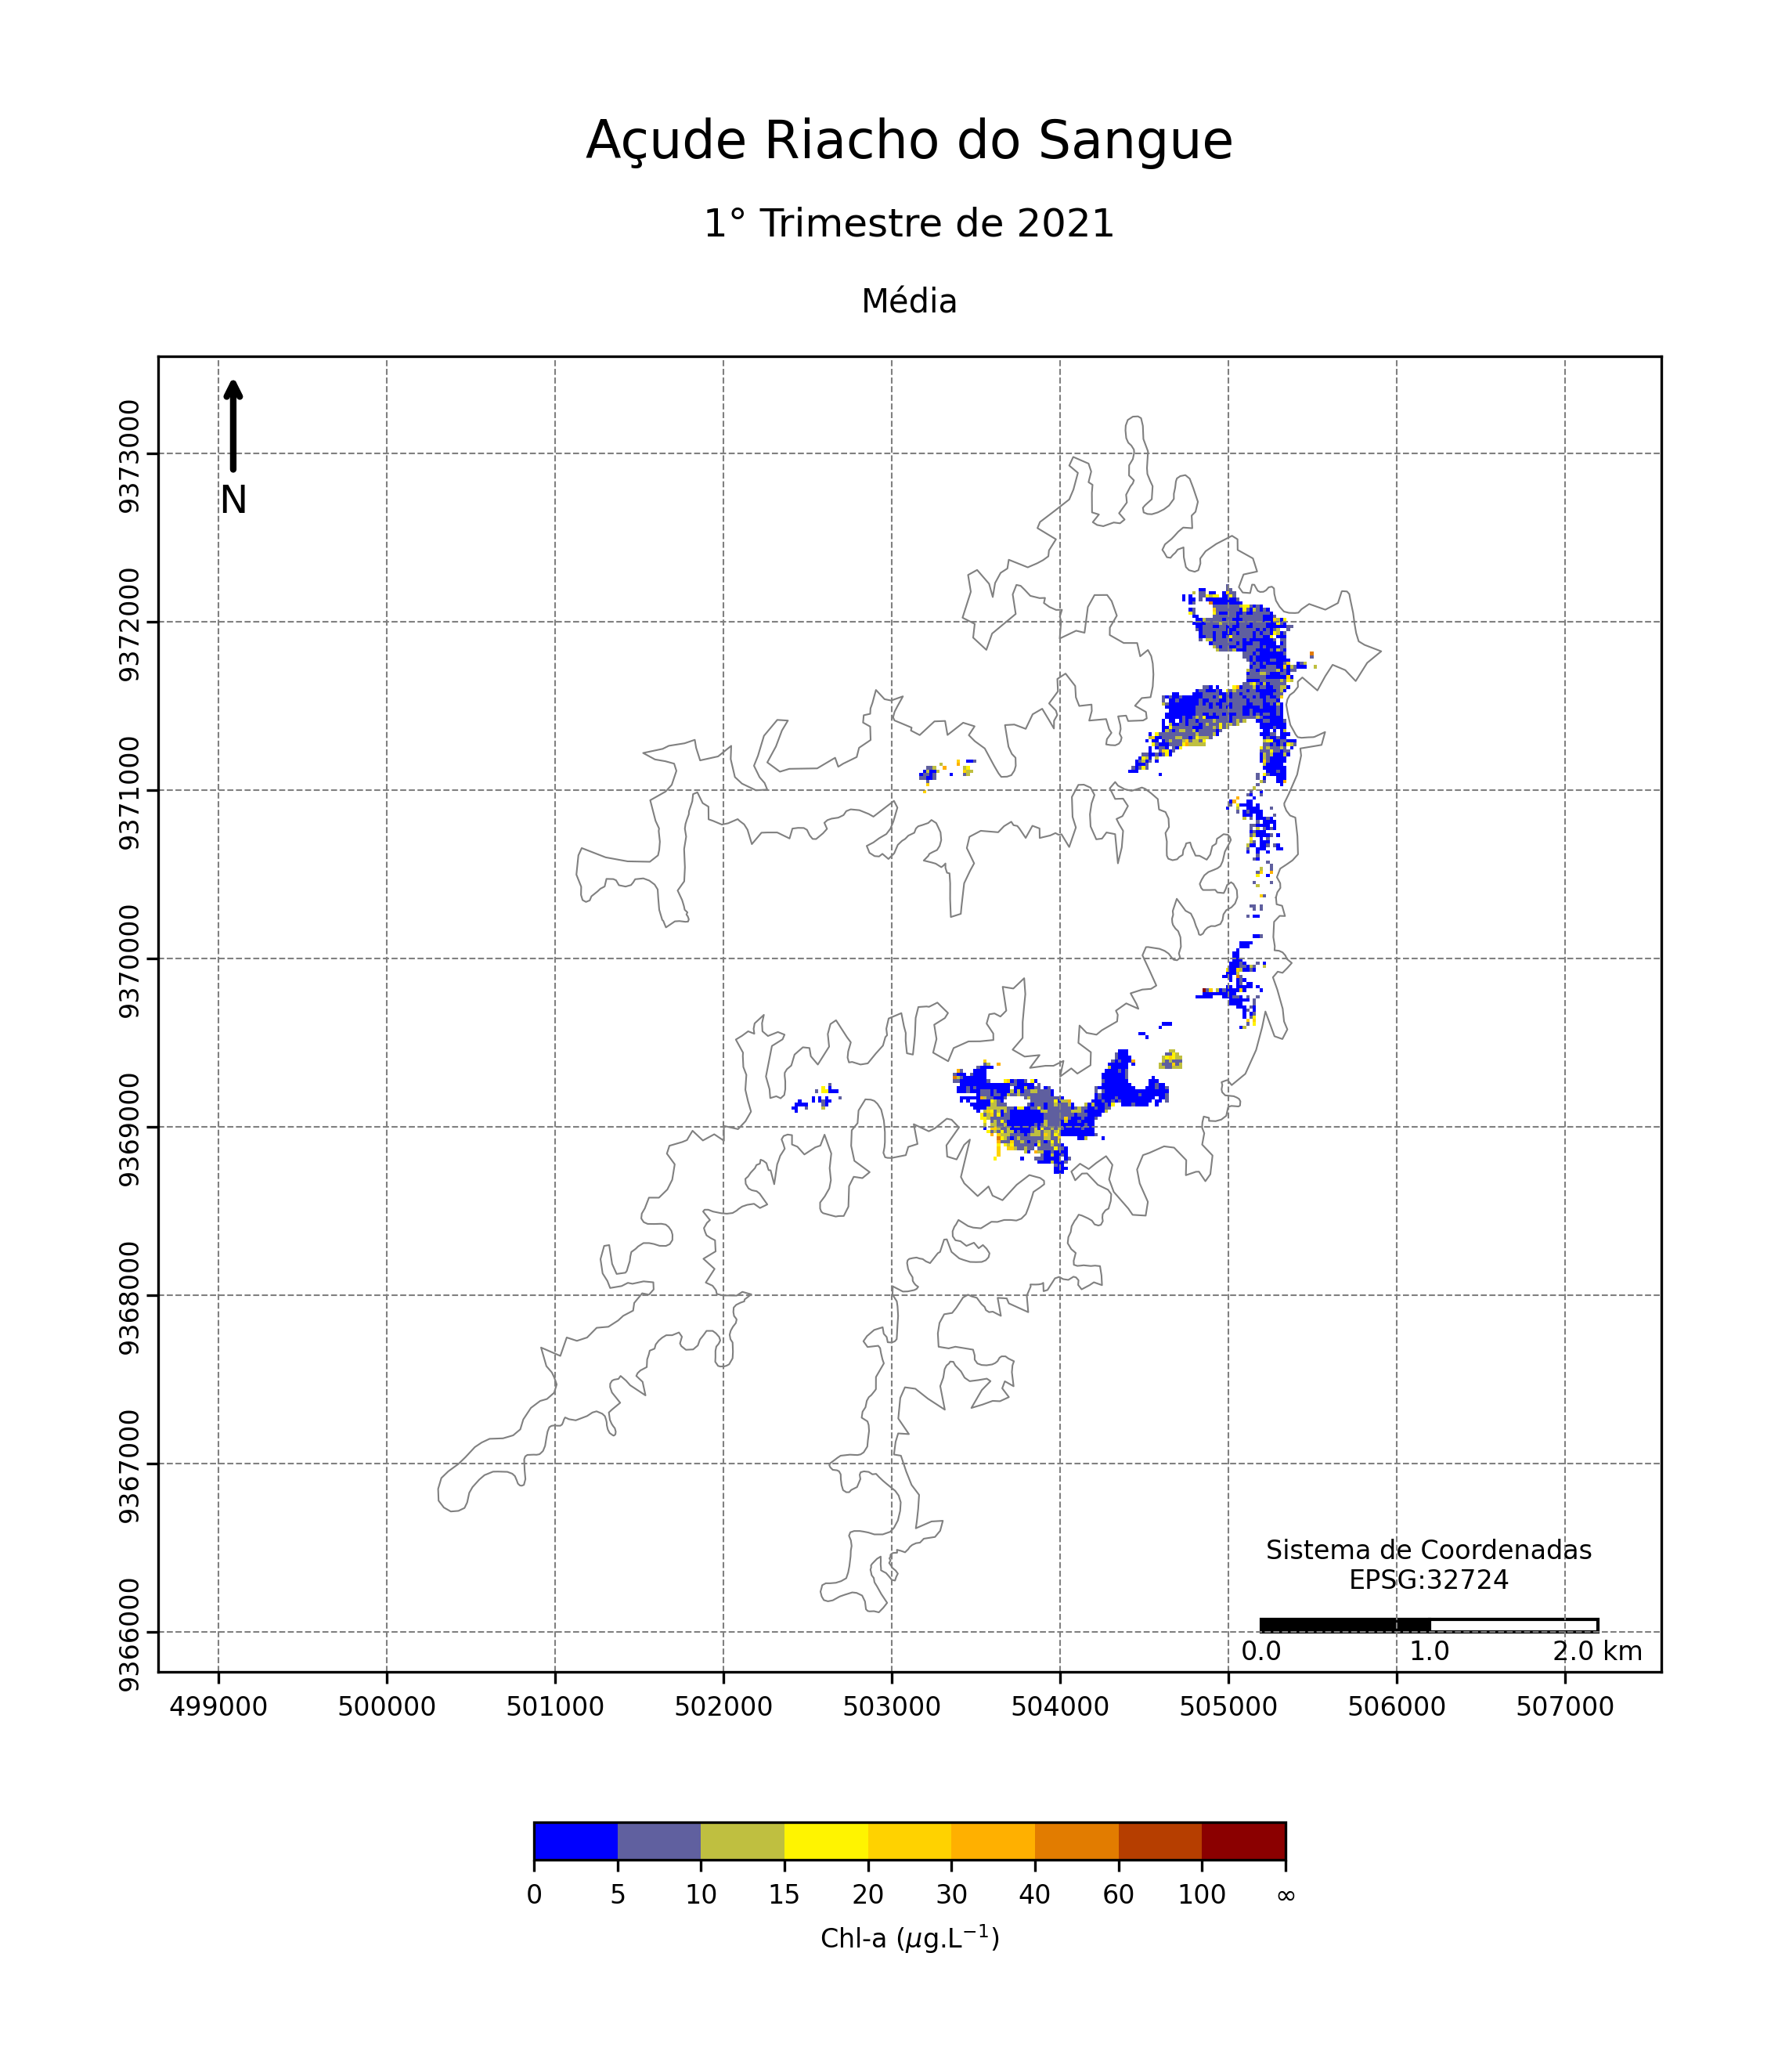 Açude Riacho do Sangue
1° Trimestre de 2021
Média
N
9373000
9372000
9371000
9370000
9369000
9368000
9367000
9366000
Sistema de Coordenadas
EPSG:32724
0.0 1.0 2.0 km
499000 500000 501000 502000 503000 504000 505000 506000 507000
0 5 10 15 20 30 40 60 100 ∞
Chl-a (μg.L⁻¹)